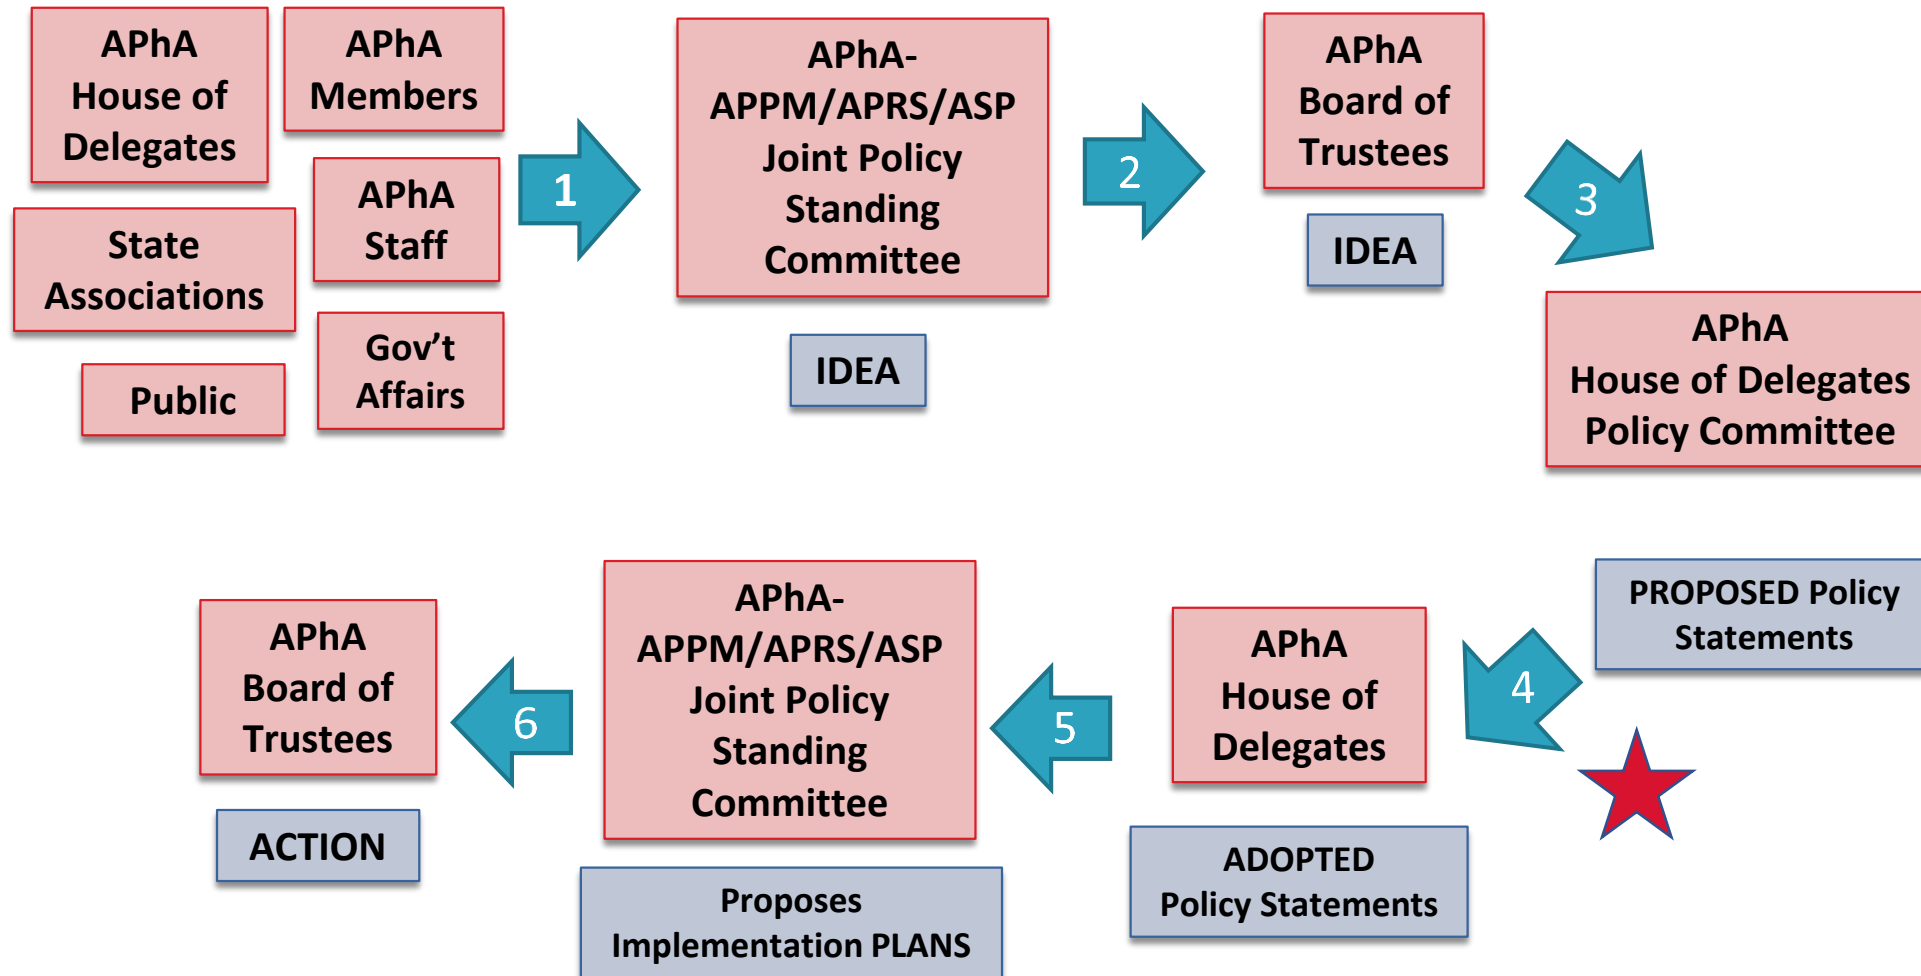 APhA
House of
Delegates
APhA
Members
State
Associations
APhA
Staff
Public
Gov’t
Affairs
1
APhA-
APPM/APRS/ASP
Joint Policy
Standing
Committee
IDEA
2
APhA
Board of
Trustees
IDEA
3
APhA
House of Delegates
Policy Committee
PROPOSED Policy
Statements
4
APhA
House of
Delegates
ADOPTED
Policy Statements
5
APhA-
APPM/APRS/ASP
Joint Policy
Standing
Committee
Proposes
Implementation PLANS
6
APhA
Board of
Trustees
ACTION